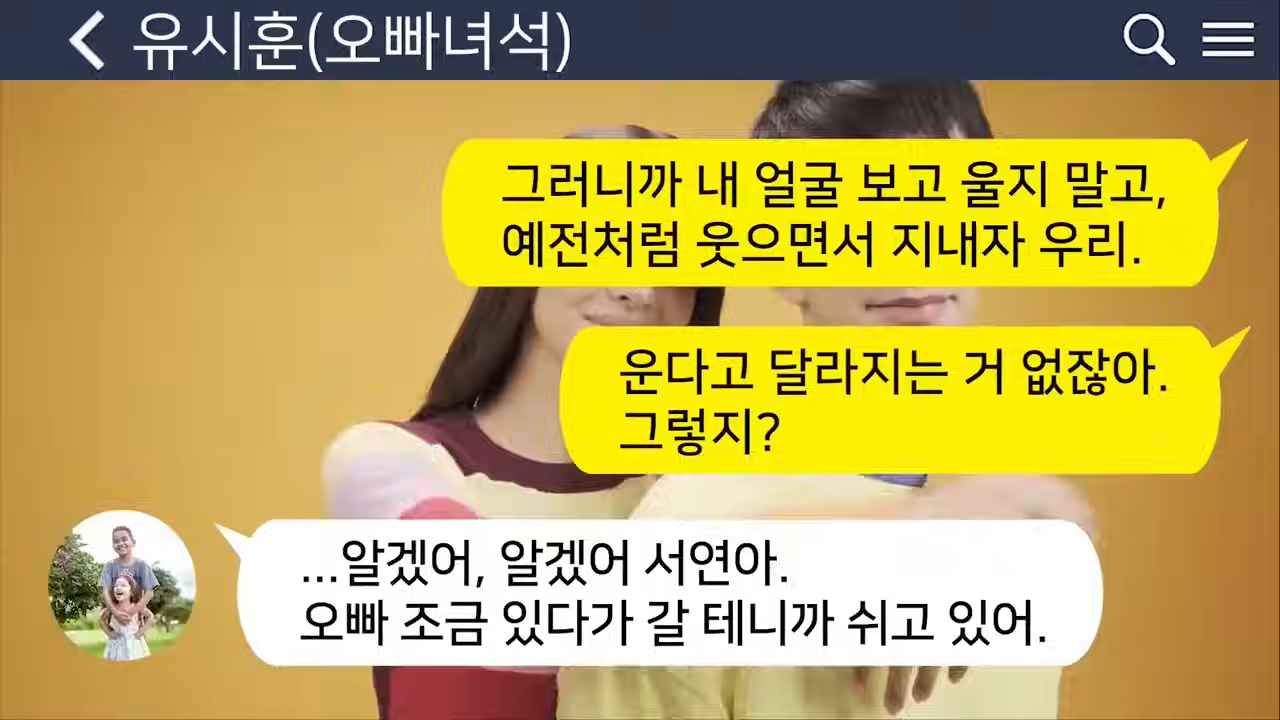 유시훈(오빠녀석)
그러니까 내 얼굴 보고 울지 말고,
예전처럼 웃으면서 지내자 우리.
운다고 달라지는 거 없잖아.
그렇지?
...알겠어, 알겠어 서연아.
오빠 조금 있다가 갈 테니까 쉬고 있어.